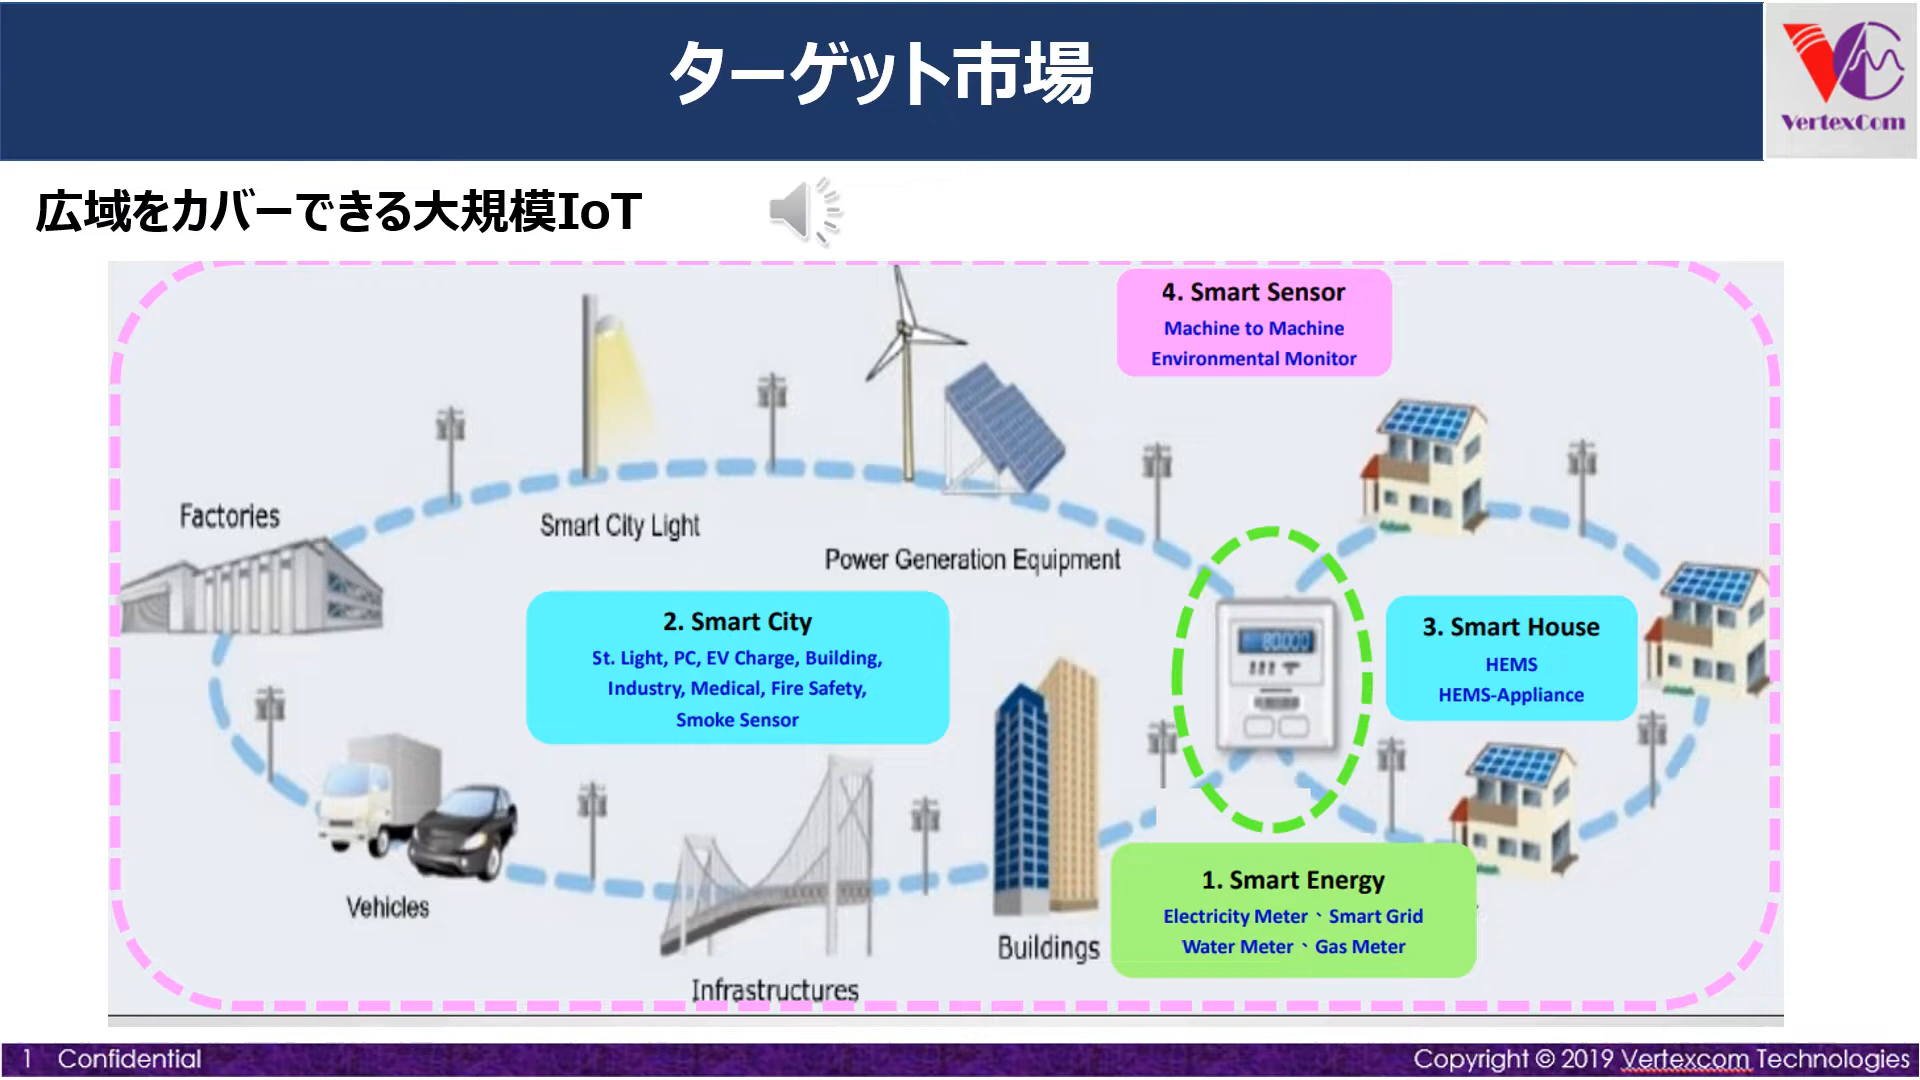 ターゲット市場
VertexCom
広域をカバーできる大規模IoT
4. Smart Sensor
Machine to Machine
Environmental Monitor
Factories
Smart City Light
Power Generation Equipment
2. Smart City
St. Light, PC, EV Charge, Building,
Industry, Medical, Fire Safety,
Smoke Sensor
80.000
3. Smart House
HEMS
HEMS-Appliance
Vehicles
Infrastructures
Buildings
1. Smart Energy
Electricity Meter、Smart Grid
Water Meter、Gas Meter
1 Confidential
Copyright © 2019 Vertexcom Technologies